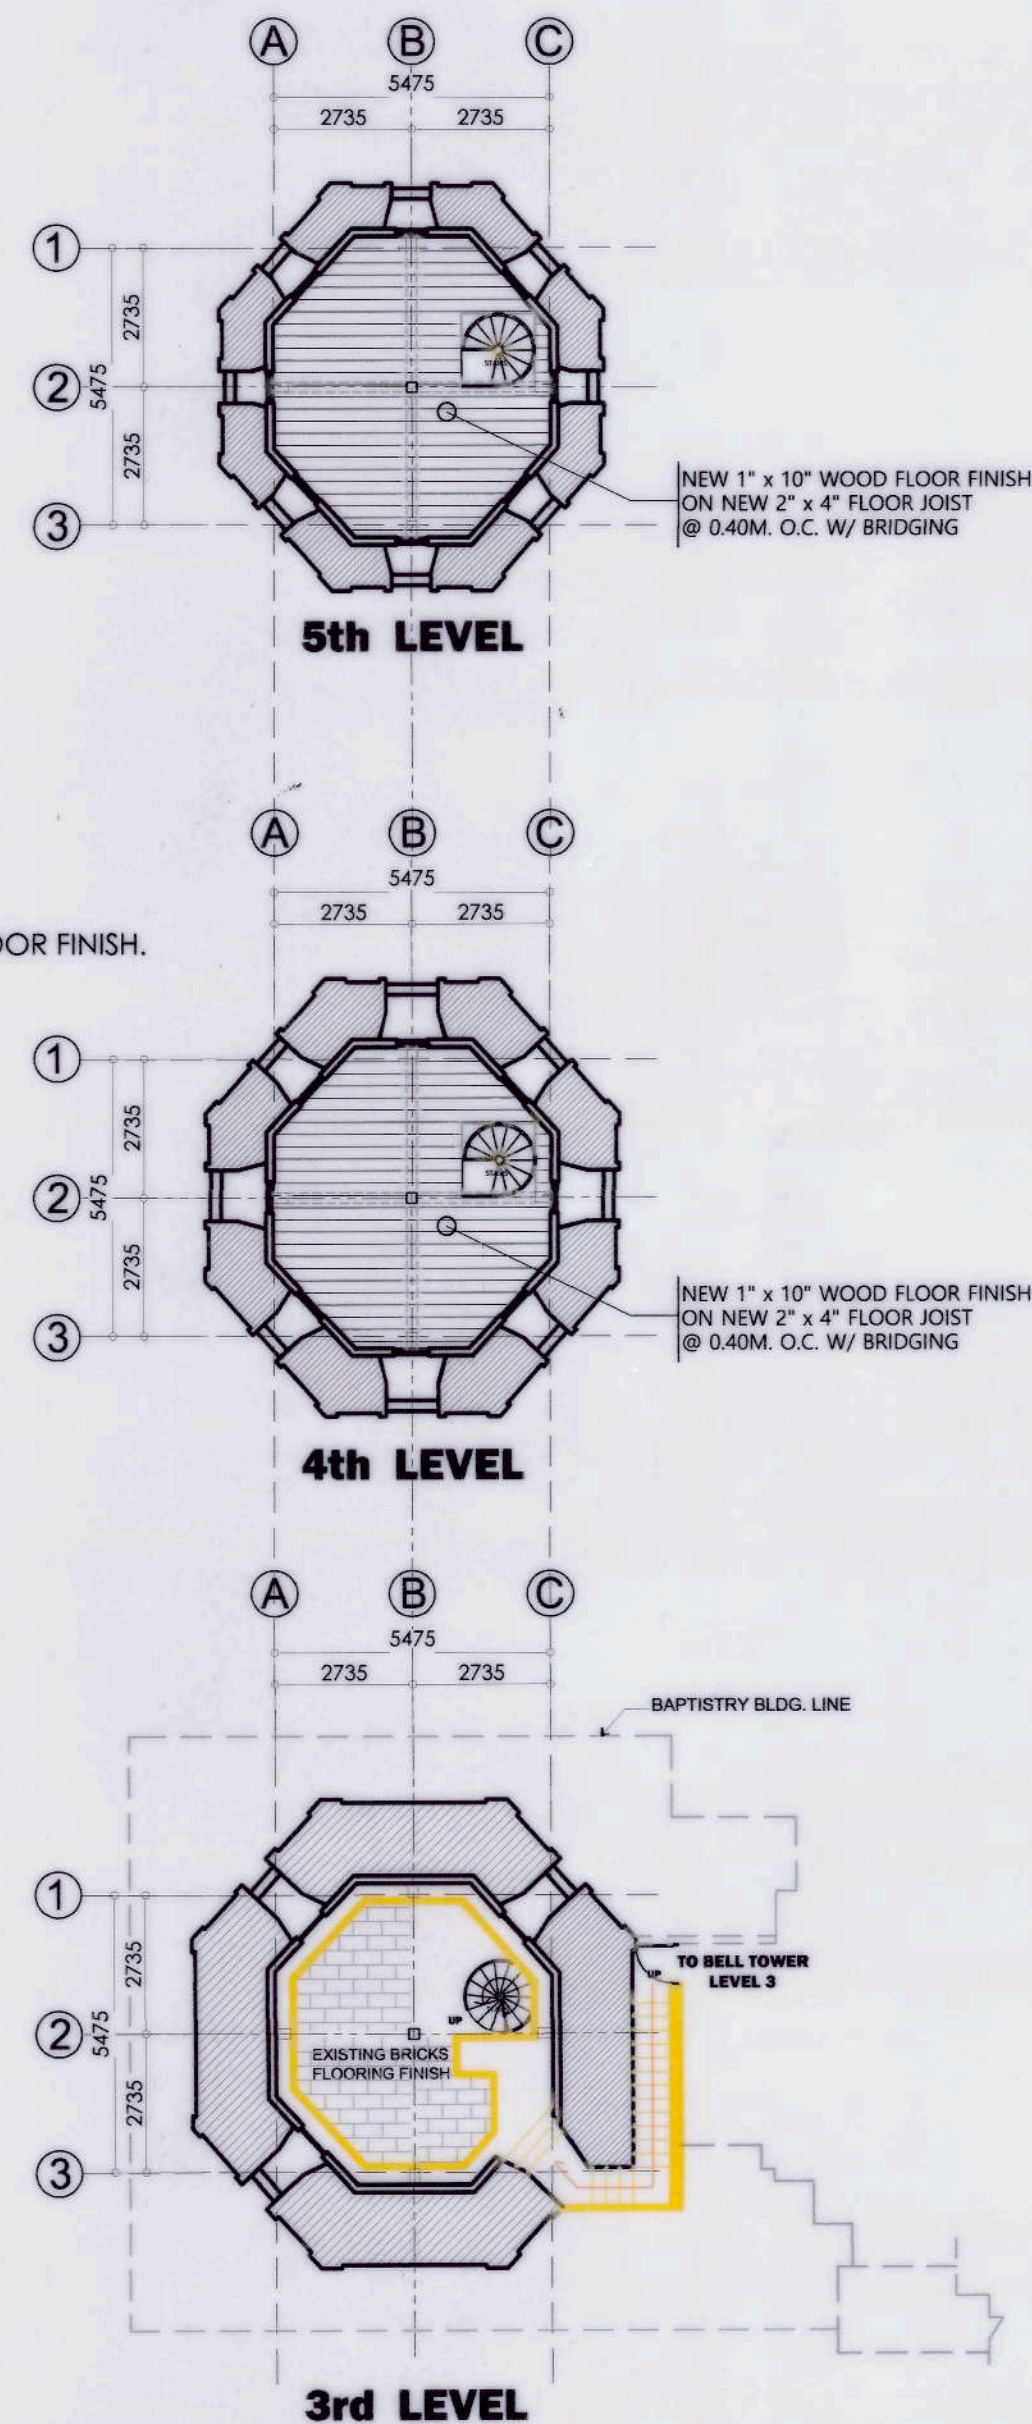 A B C
5475
2735 2735
1
2735
2
5475
2735
3
NEW 1" x 10" WOOD FLOOR FINISH
ON NEW 2" x 4" FLOOR JOIST
@ 0.40M. O.C. W/ BRIDGING
5th LEVEL
A B C
5475
2735 2735
OOR FINISH.
1
2735
2
5475
2735
3
NEW 1" x 10" WOOD FLOOR FINISH
ON NEW 2" x 4" FLOOR JOIST
@ 0.40M. O.C. W/ BRIDGING
4th LEVEL
A B C
5475
2735 2735
BAPTISTRY BLDG. LINE
1
TO BELL TOWER
LEVEL 3
UP
2735
UP
2
5475
EXISTING BRICKS
FLOORING FINISH
2735
3
3rd LEVEL